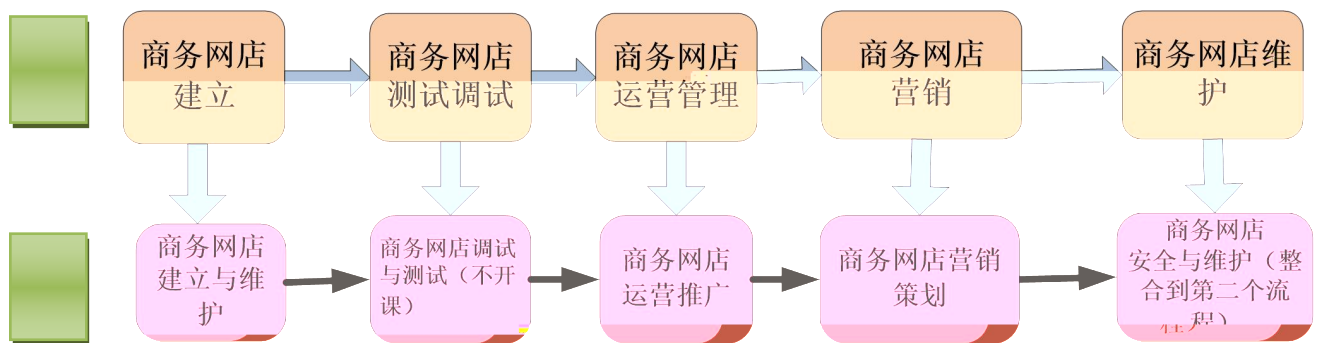 商务网店
建立
商务网店
测试调试
商务网店
运营管理
商务网店
营销
商务网店维
护
商务网店
建立与维
护
商务网店调试
与测试（不开
课）
商务网店
运营推广
商务网店营销
策划
商务网店
安全与维护（整
合到第二个流
程）